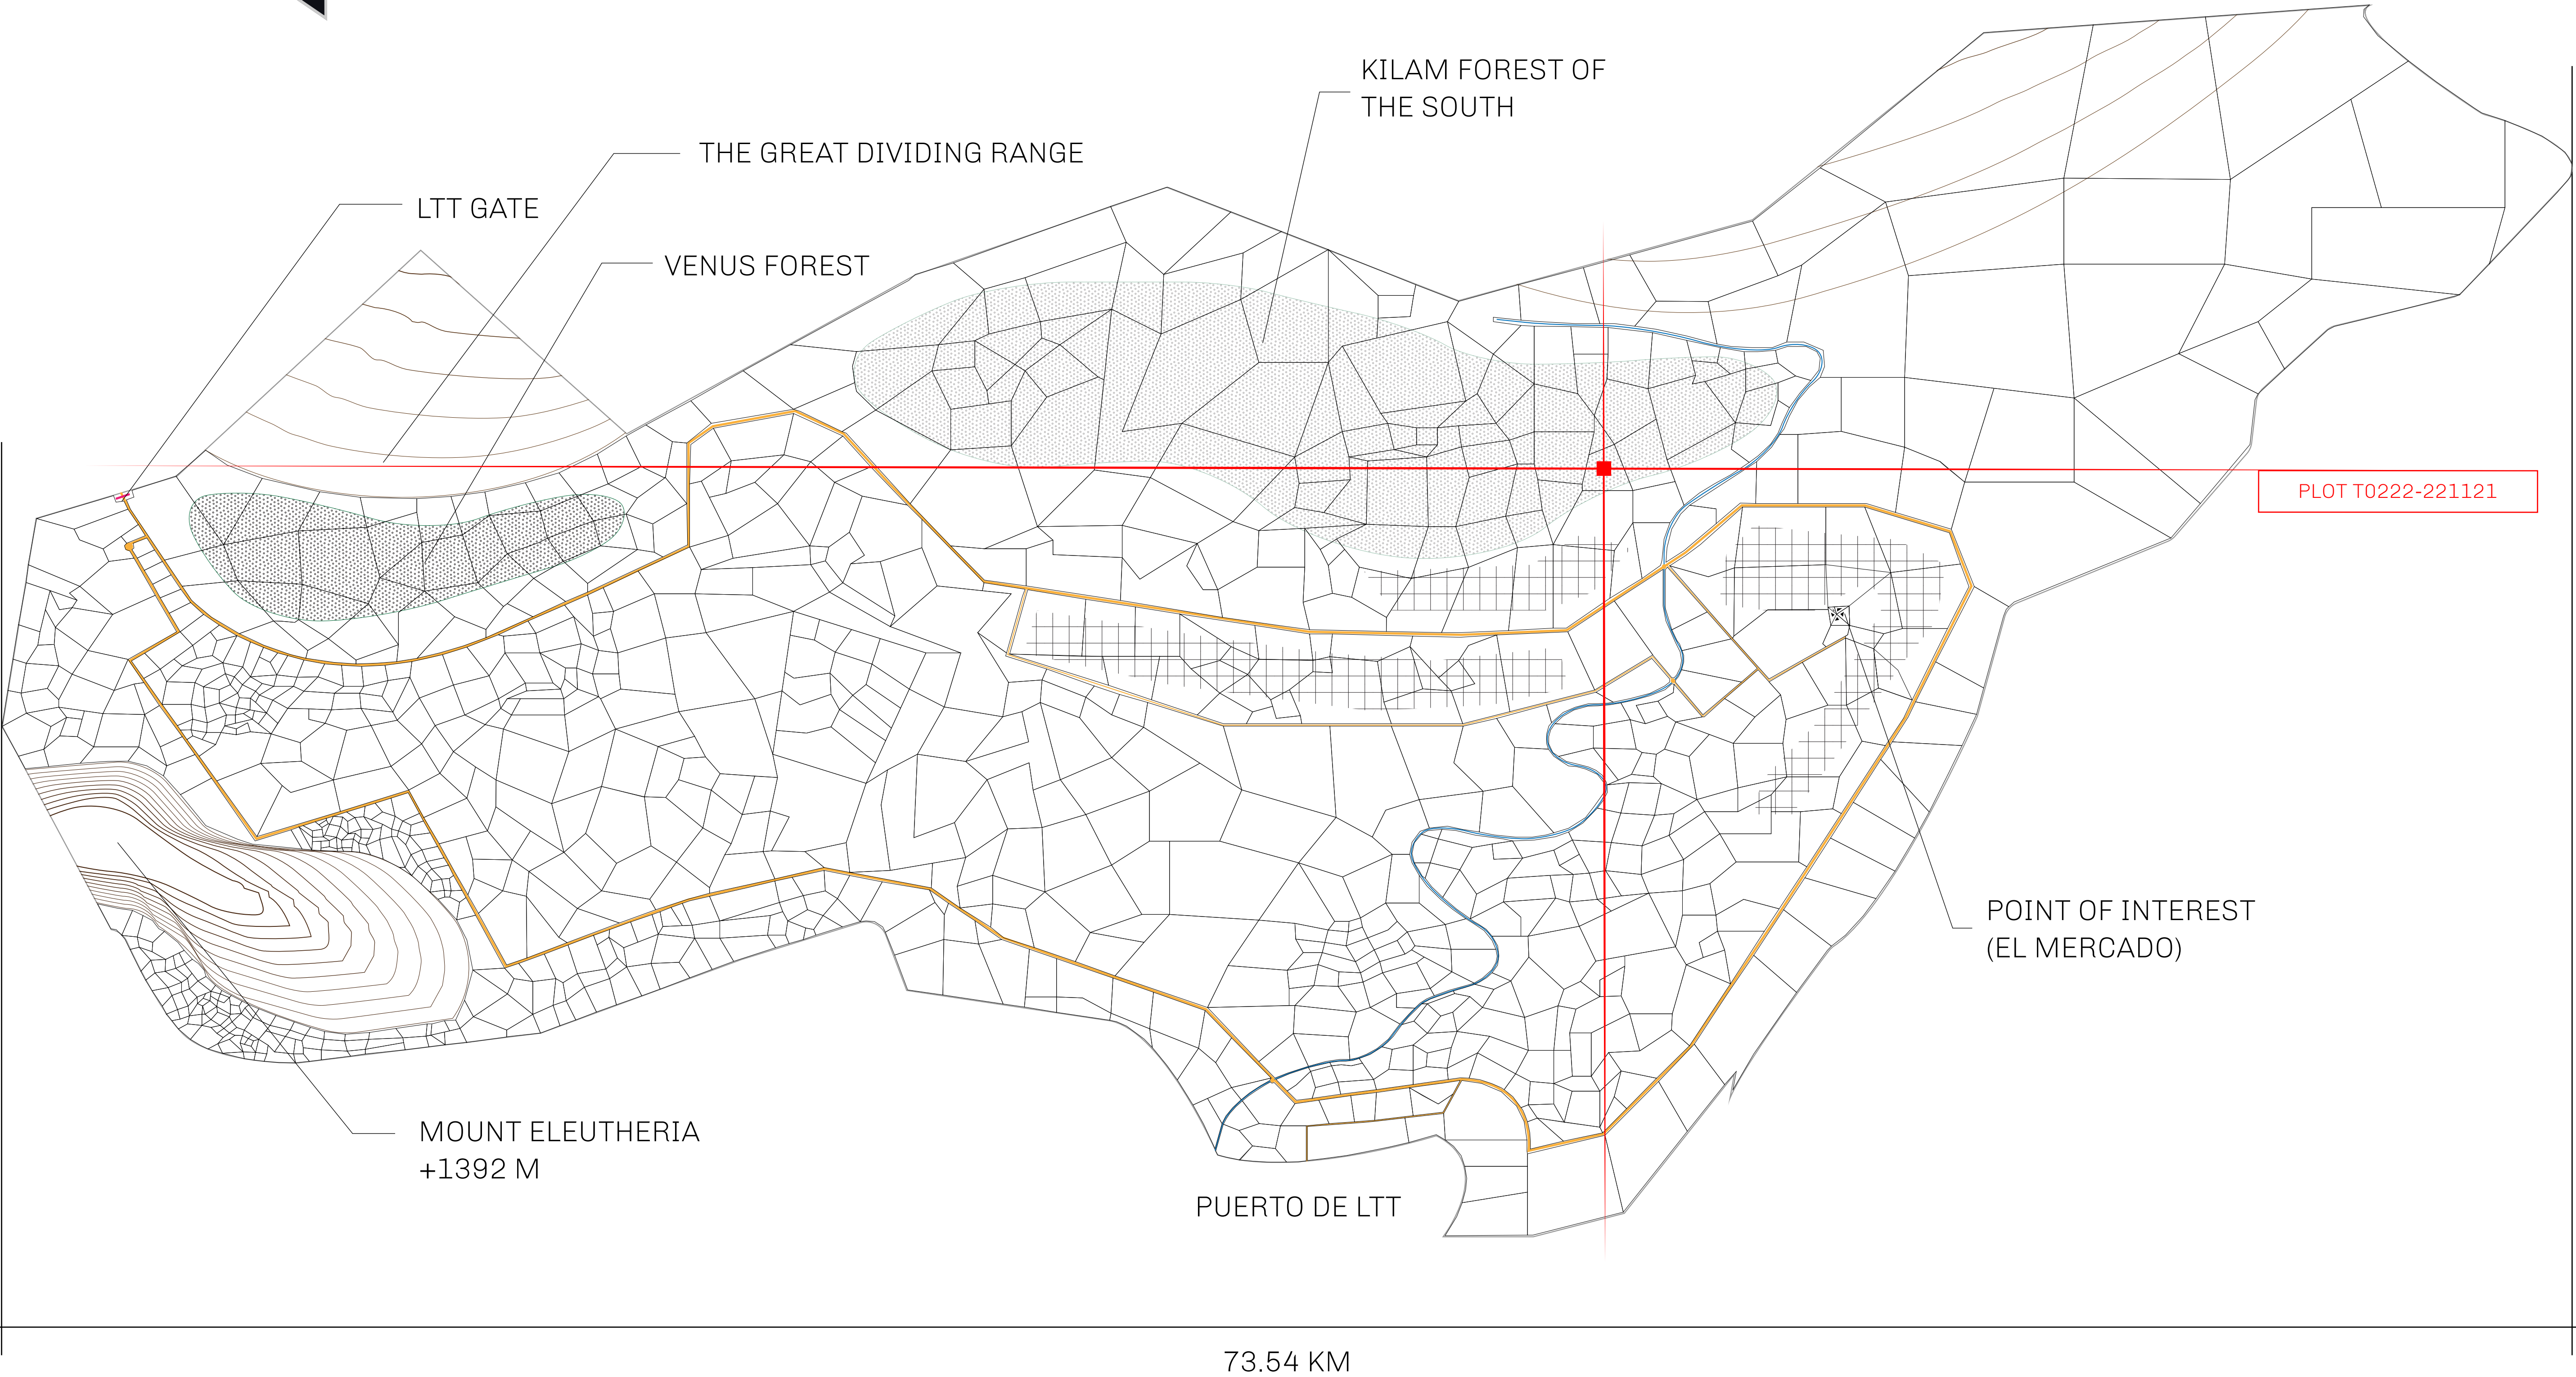 KILAM FOREST OF
THE SOUTH
THE GREAT DIVIDING RANGE
LTT GATE
VENUS FOREST
PLOT T0222-221121
POINT OF INTEREST
(EL MERCADO)
MOUNT ELEUTHERIA
+1392 M
PUERTO DE LTT
73.54 KM